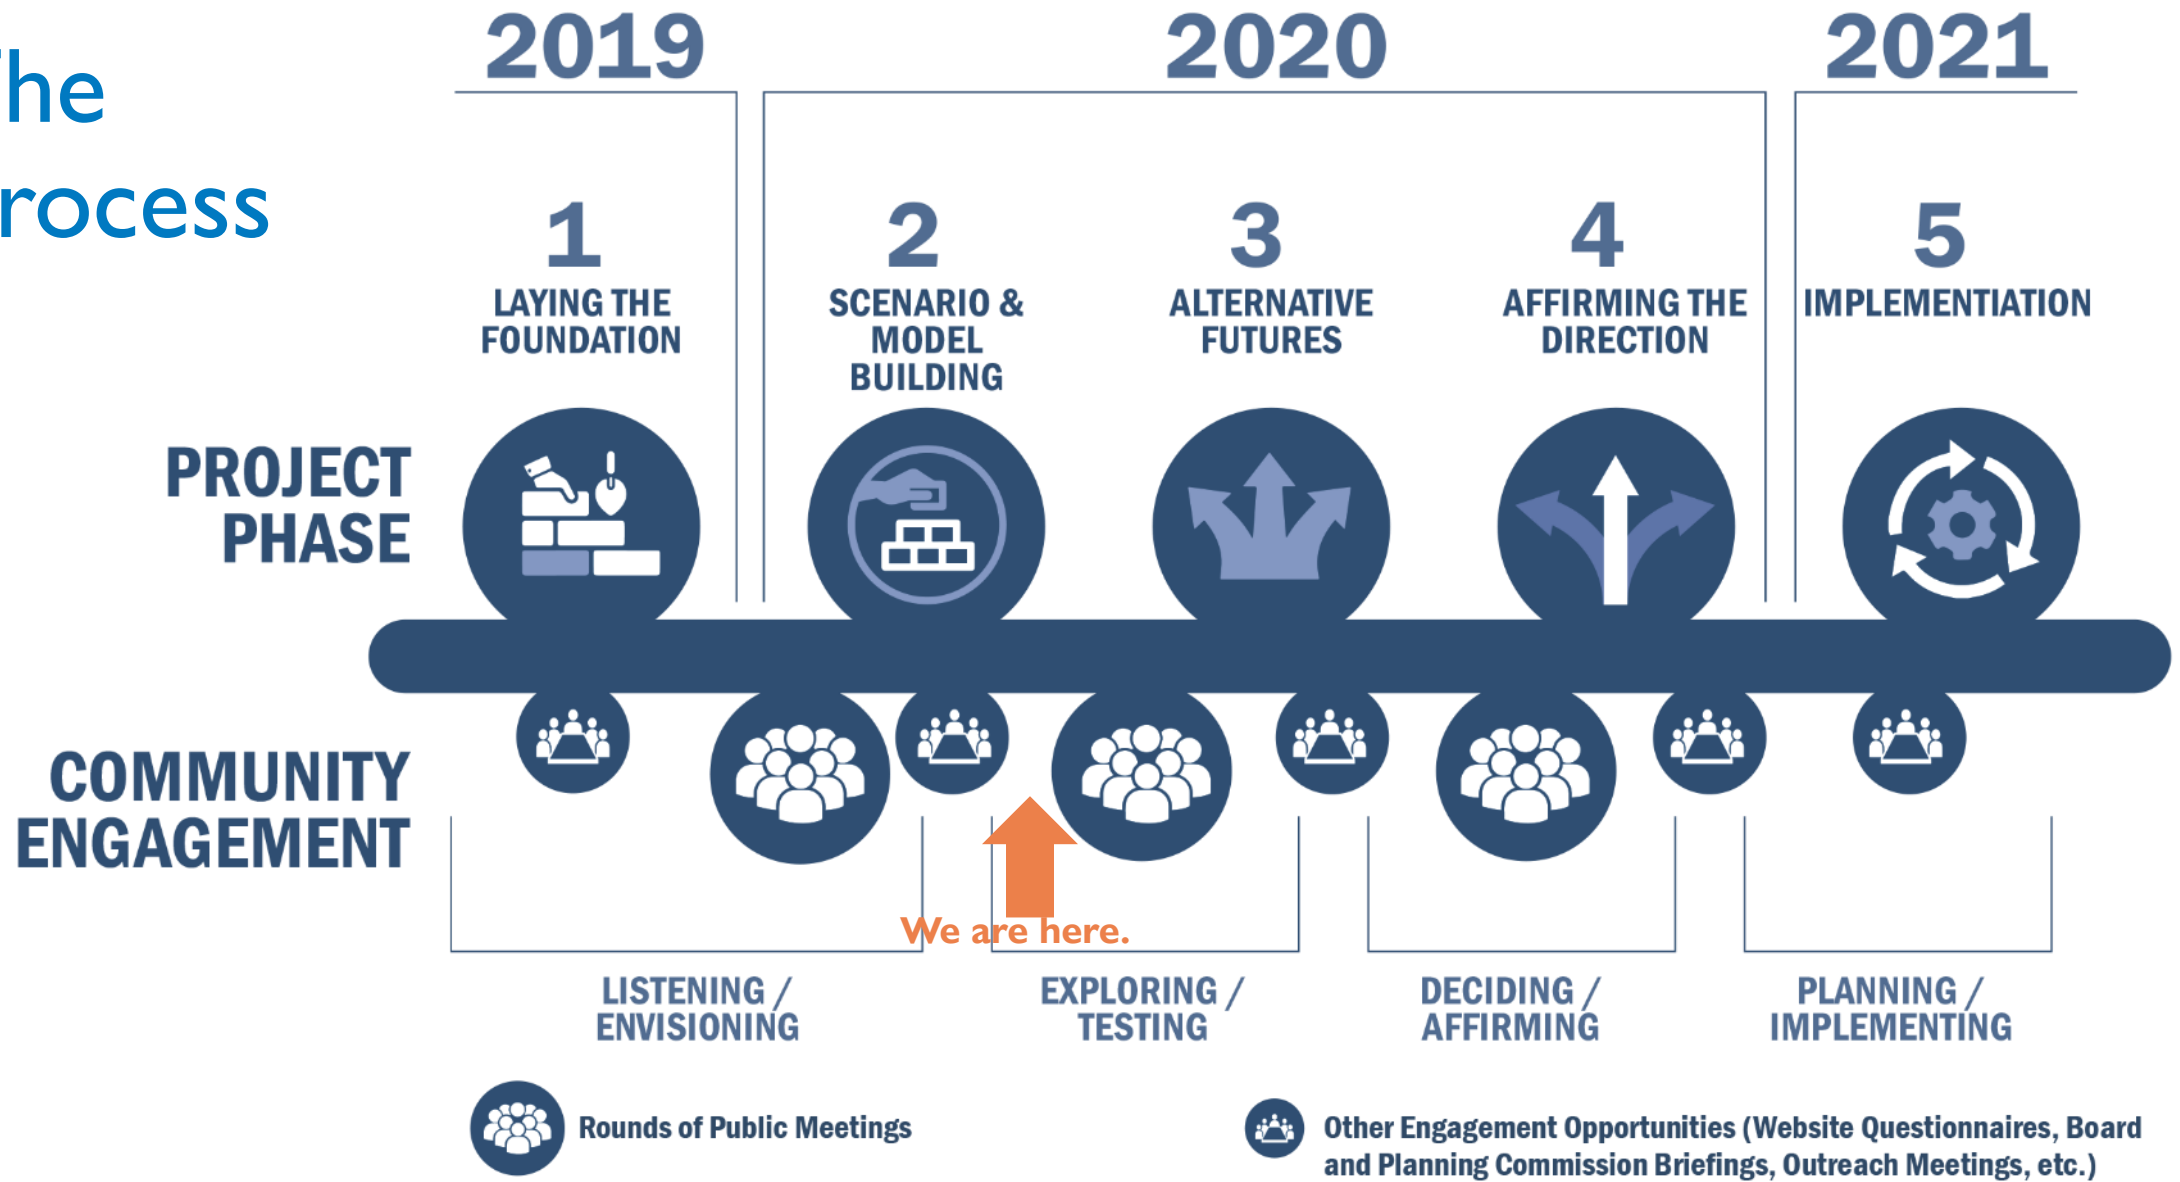 he
rocess
2019
2020
2021
1
LAYING THE
FOUNDATION
2
SCENARIO &
MODEL
BUILDING
3
ALTERNATIVE
FUTURES
4
AFFIRMING THE
DIRECTION
5
IMPLEMENTIATION
PROJECT
PHASE
COMMUNITY
ENGAGEMENT
We are here.
LISTENING /
ENVISIONING
EXPLORING /
TESTING
DECIDING /
AFFIRMING
PLANNING /
IMPLEMENTING
Rounds of Public Meetings
Other Engagement Opportunities (Website Questionnaires, Board
and Planning Commission Briefings, Outreach Meetings, etc.)